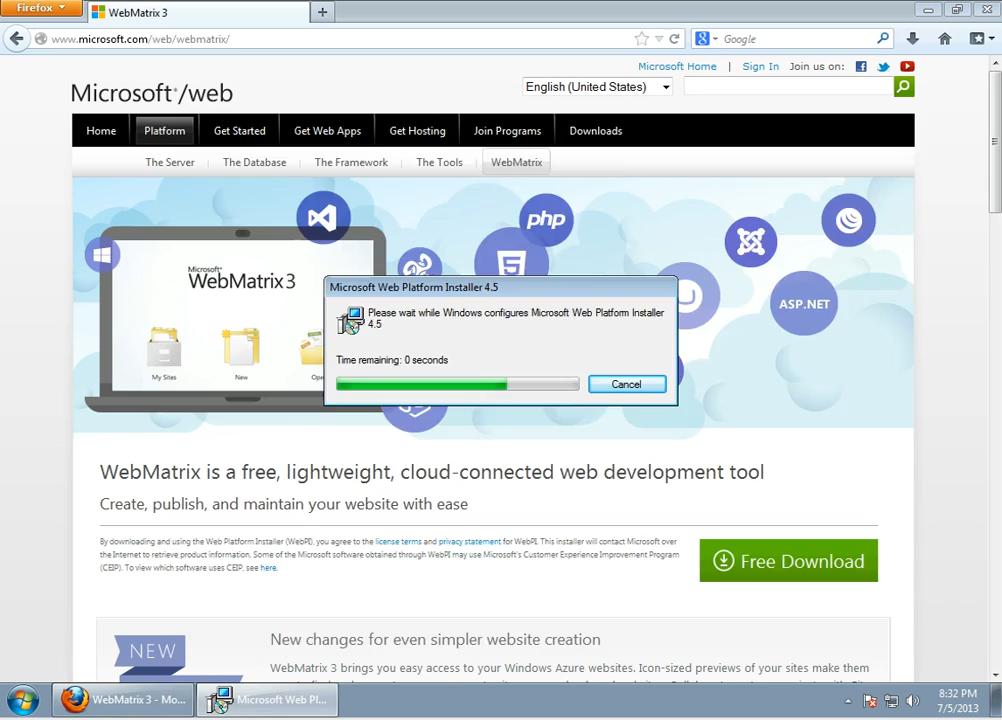 Firefox
WebMatrix 3
www.microsoft.com/web/webmatrix/
Google
Microsoft Home | Sign In Join us on:
Microsoft/web
English (United States)
Home
Platform
Get Started
Get Web Apps
Get Hosting
Join Programs
Downloads
The Server
The Database
The Framework
The Tools
WebMatrix
php
ASP.NET
Microsoft
WebMatrix 3
My Sites
New
Microsoft Web Platform Installer 4.5
Please wait while Windows configures Microsoft Web Platform Installer
4.5
Time remaining: 0 seconds
Cancel
WebMatrix is a free, lightweight, cloud-connected web development tool
Create, publish, and maintain your website with ease
By downloading and using the Web Platform Installer (WebPI), you agree to the license terms and privacy statement for WebPI. This installer will contact Microsoft over
the Internet to retrieve product information. Some of the Microsoft software obtained through WebPI may use Microsoft's Customer Experience Improvement Program
(CEIP). To view which software uses CEIP, see here.
Free Download
NEW
New changes for even simpler website creation
WebMatrix 3 brings you easy access to your Windows Azure websites. Icon-sized previews of your sites make them
WebMatrix 3 - Mo...
Microsoft Web Pl...
8:32 PM
7/5/2013